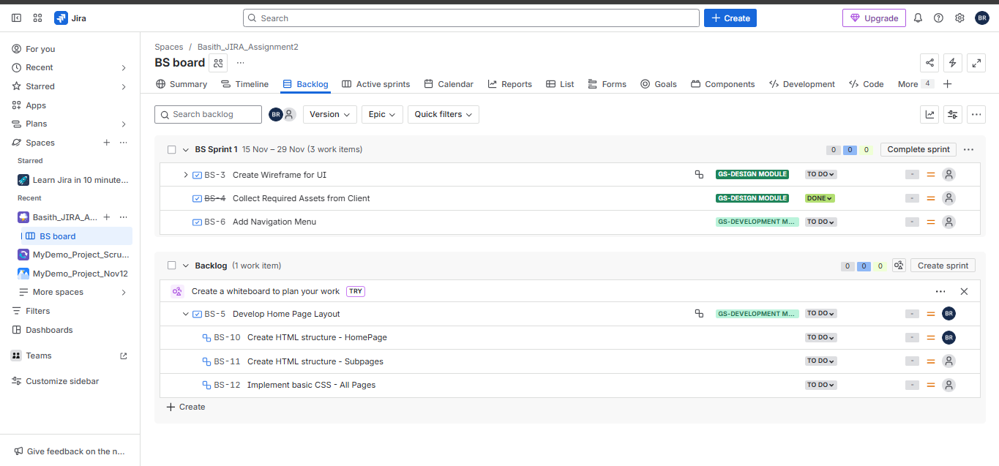 Jira
Search
Create
Upgrade
BR
For you
Recent
Starred
Apps
Plans
Spaces
Starred
Learn Jira in 10 minute...
Recent
Basith_JIRA_A...
BS board
MyDemo_Project_Scru...
MyDemo_Project_Nov12
More spaces
Filters
Dashboards
Teams
Customize sidebar
Give feedback on the n...
Spaces / Basith_JIRA_Assignment2
BS board
Summary Timeline Backlog Active sprints Calendar Reports List Forms Goals Components Development Code More 4
Search backlog BR Version Epic Quick filters
BS Sprint 1 15 Nov – 29 Nov (3 work items) 0 0 0 Complete sprint
BS-3 Create Wireframe for UI GS-DESIGN MODULE TO DO -
BS-4 Collect Required Assets from Client GS-DESIGN MODULE DONE -
BS-6 Add Navigation Menu GS-DEVELOPMENT M... TO DO -
Backlog (1 work item) 0 0 0 Create sprint
Create a whiteboard to plan your work TRY
BS-5 Develop Home Page Layout GS-DEVELOPMENT M... TO DO - BR
BS-10 Create HTML structure - HomePage TO DO - BR
BS-11 Create HTML structure - Subpages TO DO -
BS-12 Implement basic CSS - All Pages TO DO -
Create